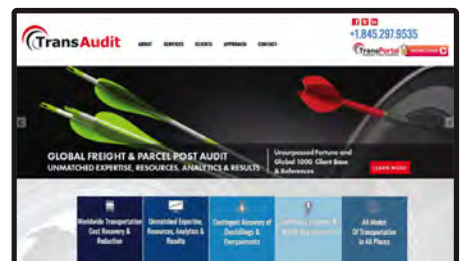 TransAudit
ABOUT SERVICES CLIENTS APPROACH CONTACT
+1.845.297.9535
TransPortal
GLOBAL FREIGHT & PARCEL POST AUDIT
UNMATCHED EXPERTISE, RESOURCES, ANALYTICS & RESULTS
Unsurpassed Fortune and
Global 1000 Client Base
& References
LEARN MORE
Worldwide Transportation
Cost Recovery &
Reduction
Unmatched Expertise,
Resources, Analytics &
Results
Contingent Recovery of
Overbillings &
Overpayments
All Modes
Of Transportation
in All Places